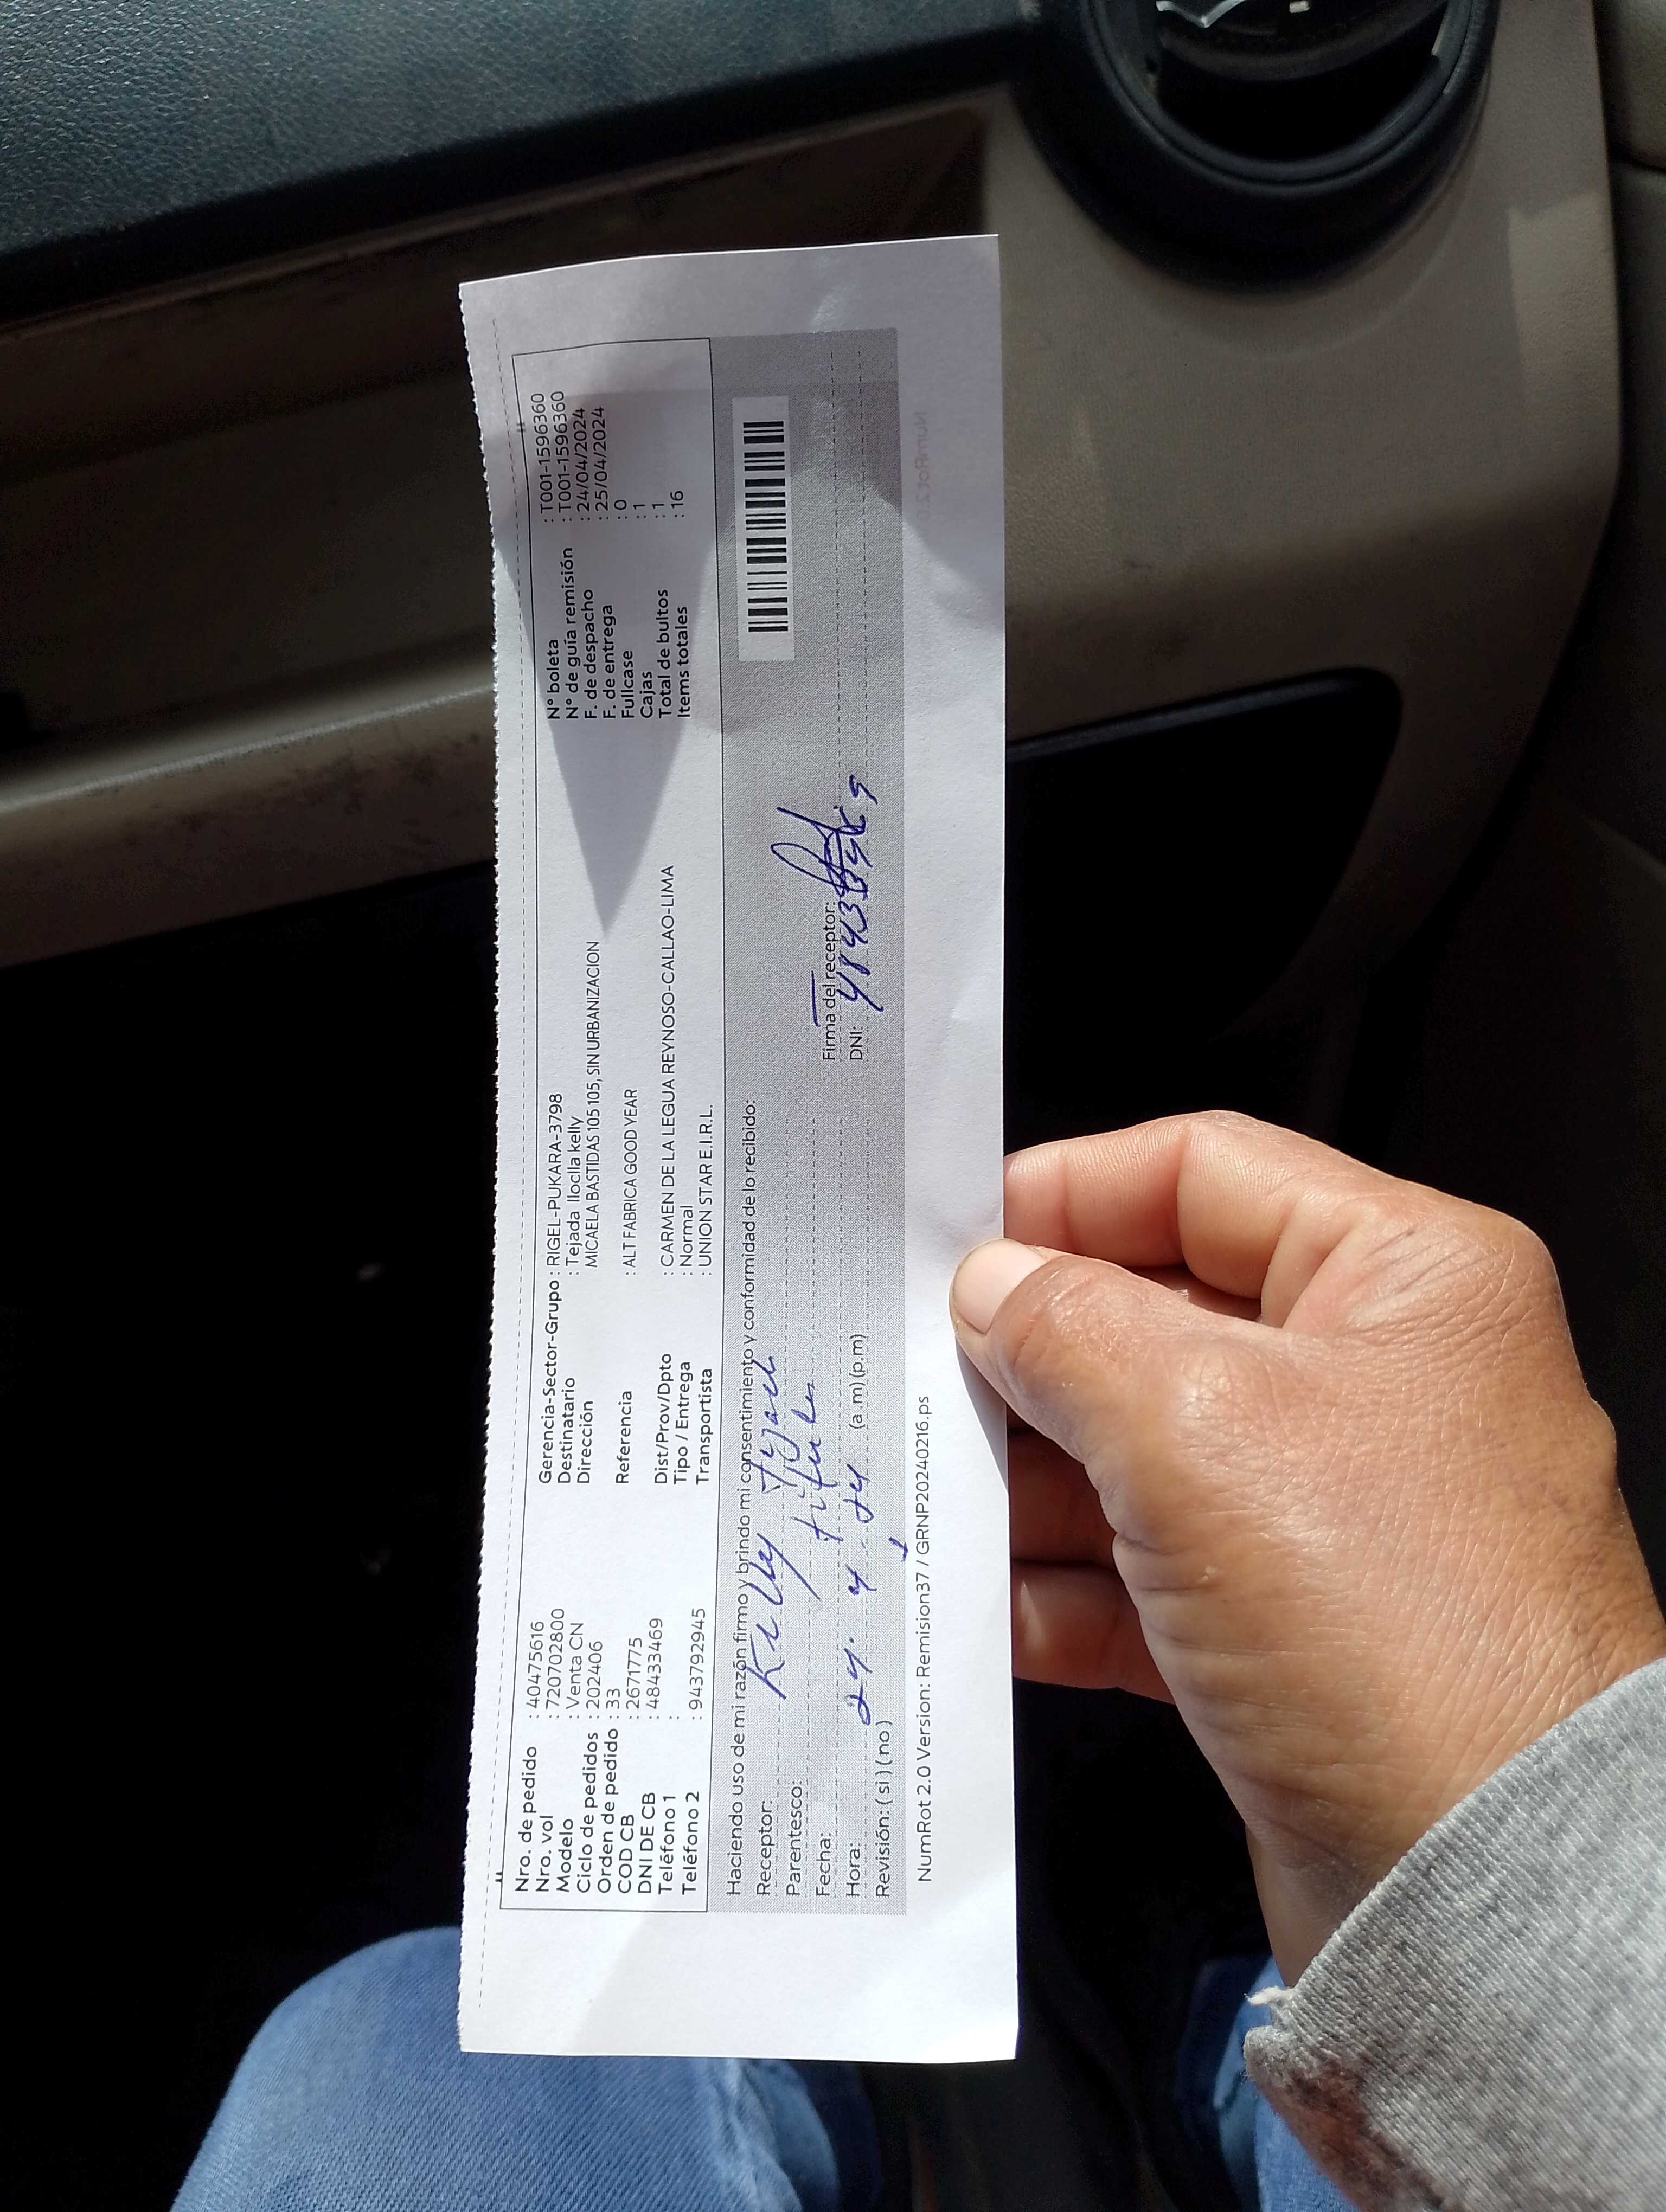 Nro. de pedido : 40475616
Nro. vol : 720702800
Modelo : Venta CN
Ciclo de pedidos : 202406
Orden de pedido : 33
COD CB : 2671775
DNI DE CB : 48433469
Teléfono 1 :
Teléfono 2 : 943792945
Gerencia-Sector-Grupo : RIGEL-PUKARA-3798
Destinatario : Tejada lloclla kelly
Dirección MICAELA BASTIDAS 105 105, SIN URBANIZACION
Referencia : ALT FABRICA GOOD YEAR
Dist/Prov/Dpto : CARMEN DE LA LEGUA REYNOSO-CALLAO-LIMA
Tipo / Entrega : Normal
Transportista : UNION STAR E.I.R.L.
N° boleta : T001-1596360
N° de guía remisión : T001-1596360
F. de despacho : 24/04/2024
F. de entrega : 25/04/2024
Fullcase : 0
Cajas : 1
Total de bultos : 1
Items totales : 16
Haciendo uso de mi razón firmo y brindo mi consentimiento y conformidad de lo recibido:
Receptor: Kelly
Parentesco:
Fecha: 24. 4. 24
Hora: (a.m) (p.m)
Revisión: ( si ) ( no )
Firma del receptor:
DNI:
NumRot 2.0 Version: Remision37 / GRNP20240216.ps